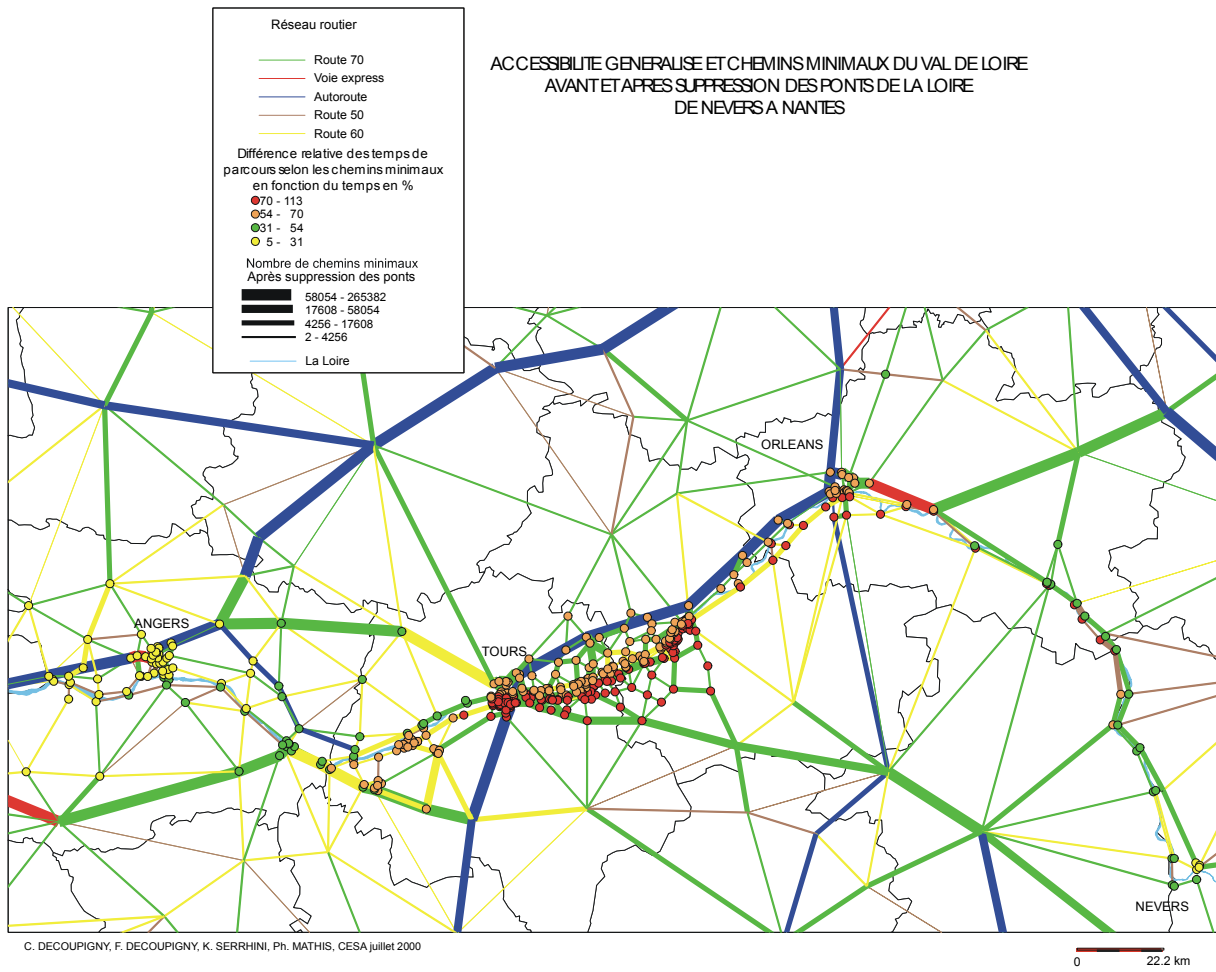 Réseau routier
Route 70
Voie express
Autoroute
Route 50
Route 60
Différence relative des temps de
parcours selon les chemins minimaux
en fonction du temps en %
70 - 113
54 - 70
31 - 54
5 - 31
Nombre de chemins minimaux
Après suppression des ponts
58054 - 265382
17608 - 58054
4256 - 17608
2 - 4256
La Loire
ACCESSIBILITE GENERALISE ET CHEMINS MINIMAUX DU VAL DE LOIRE
AVANT ET APRES SUPPRESSION DES PONTS DE LA LOIRE
DE NEVERS A NANTES
ORLEANS
ANGERS
TOURS
NEVERS
C. DECOUPIGNY, F. DECOUPIGNY, K. SERRHINI, Ph. MATHIS, CESA juillet 2000
0 22.2 km